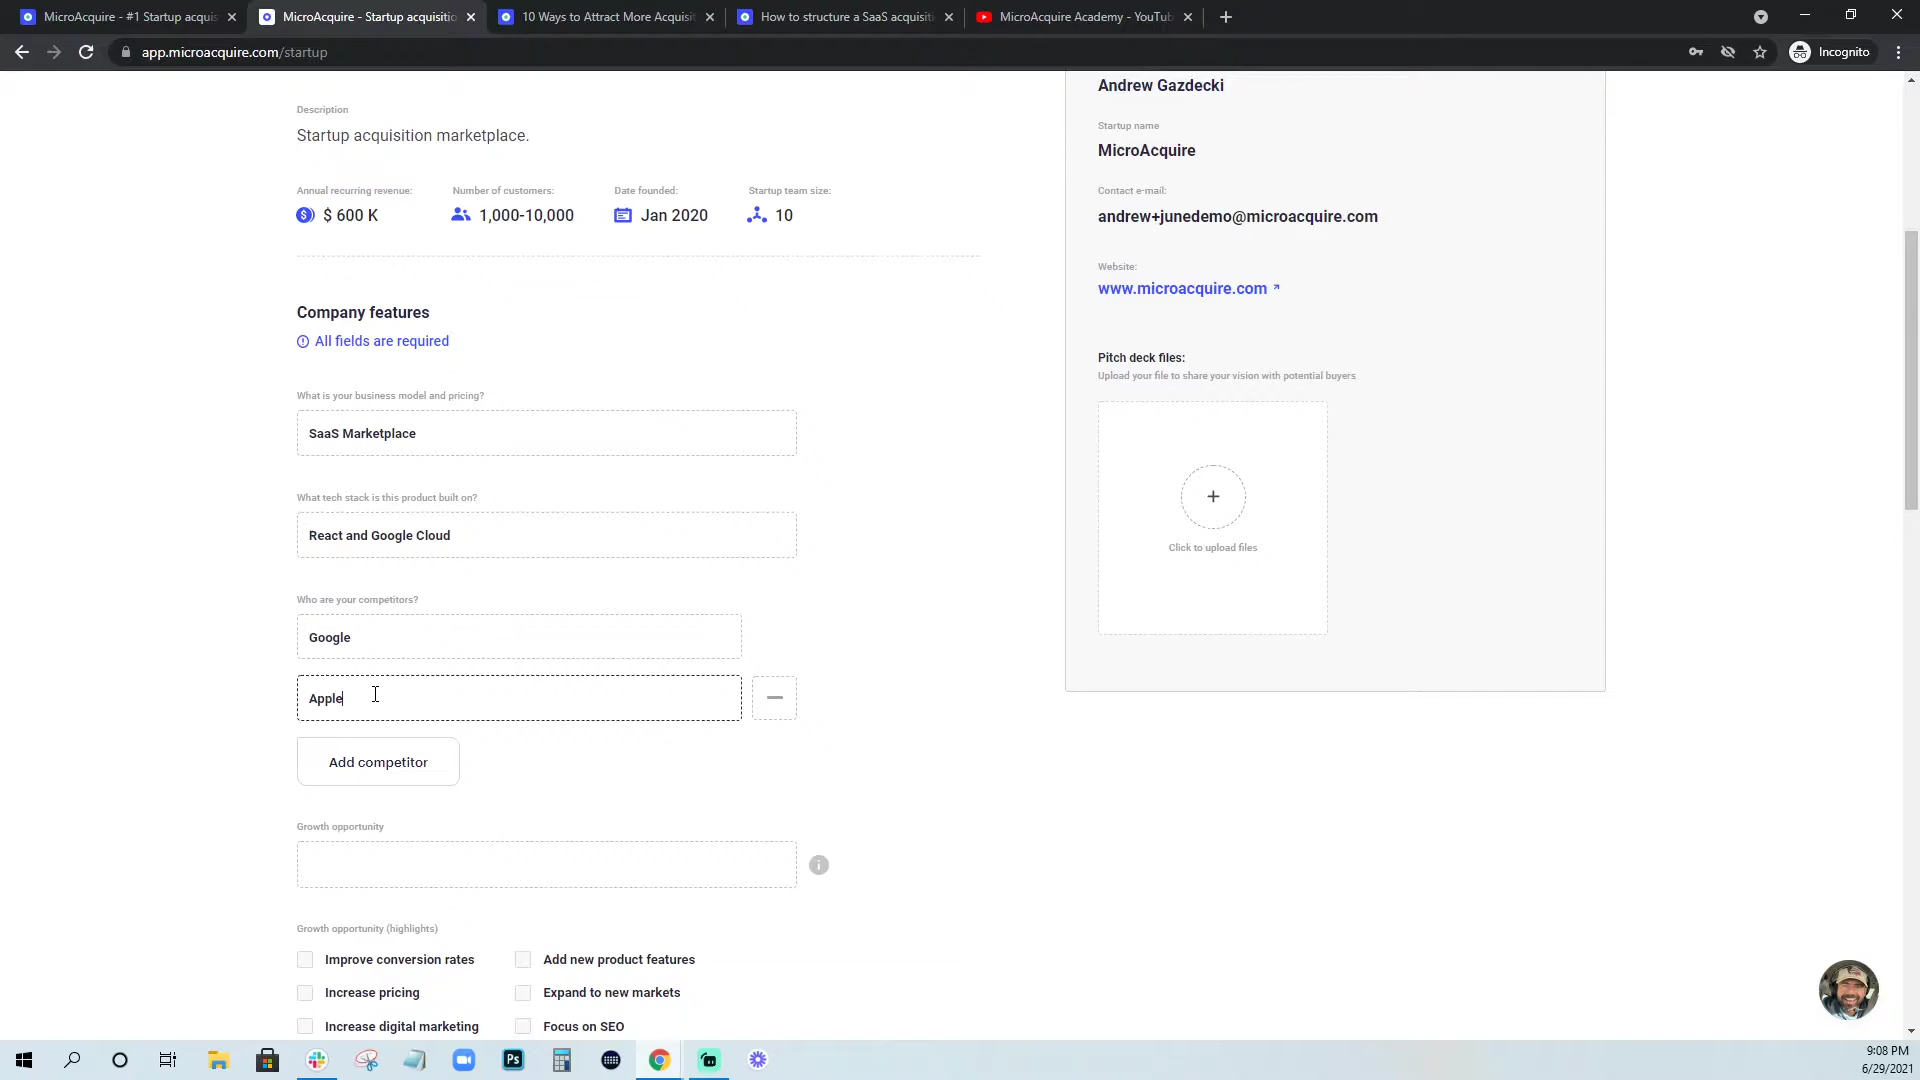 MicroAcquire - #1 Startup acquis
MicroAcquire - Startup acquisitio
10 Ways to Attract More Acquisit
How to structure a SaaS acquisiti
MicroAcquire Academy - YouTub
app.microacquire.com/startup
Incognito
Description
Startup acquisition marketplace.
Annual recurring revenue:
$ 600 K
Number of customers:
1,000-10,000
Date founded:
Jan 2020
Startup team size:
10
Company features
All fields are required
What is your business model and pricing?
SaaS Marketplace
What tech stack is this product built on?
React and Google Cloud
Who are your competitors?
Google
Apple
Add competitor
Growth opportunity
Growth opportunity (highlights)
Improve conversion rates
Add new product features
Increase pricing
Expand to new markets
Increase digital marketing
Focus on SEO
Andrew Gazdecki
Startup name
MicroAcquire
Contact e-mail:
andrew+junedemo@microacquire.com
Website:
www.microacquire.com
Pitch deck files:
Upload your file to share your vision with potential buyers
Click to upload files
Ps
9:08 PM
6/29/2021